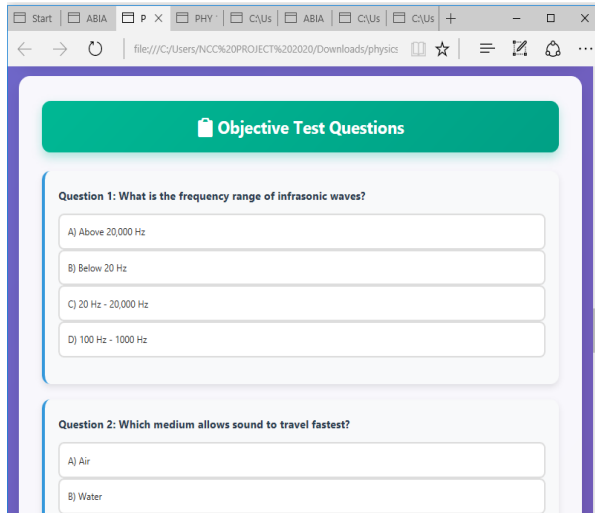 Start
ABIA
P
PHY
C:\Us
ABIA
C:\Us
C:\Us
file:///C:/Users/NCC%20PROJECT%202020/Downloads/physics
Objective Test Questions
Question 1: What is the frequency range of infrasonic waves?
A) Above 20,000 Hz
B) Below 20 Hz
C) 20 Hz - 20,000 Hz
D) 100 Hz - 1000 Hz
Question 2: Which medium allows sound to travel fastest?
A) Air
B) Water